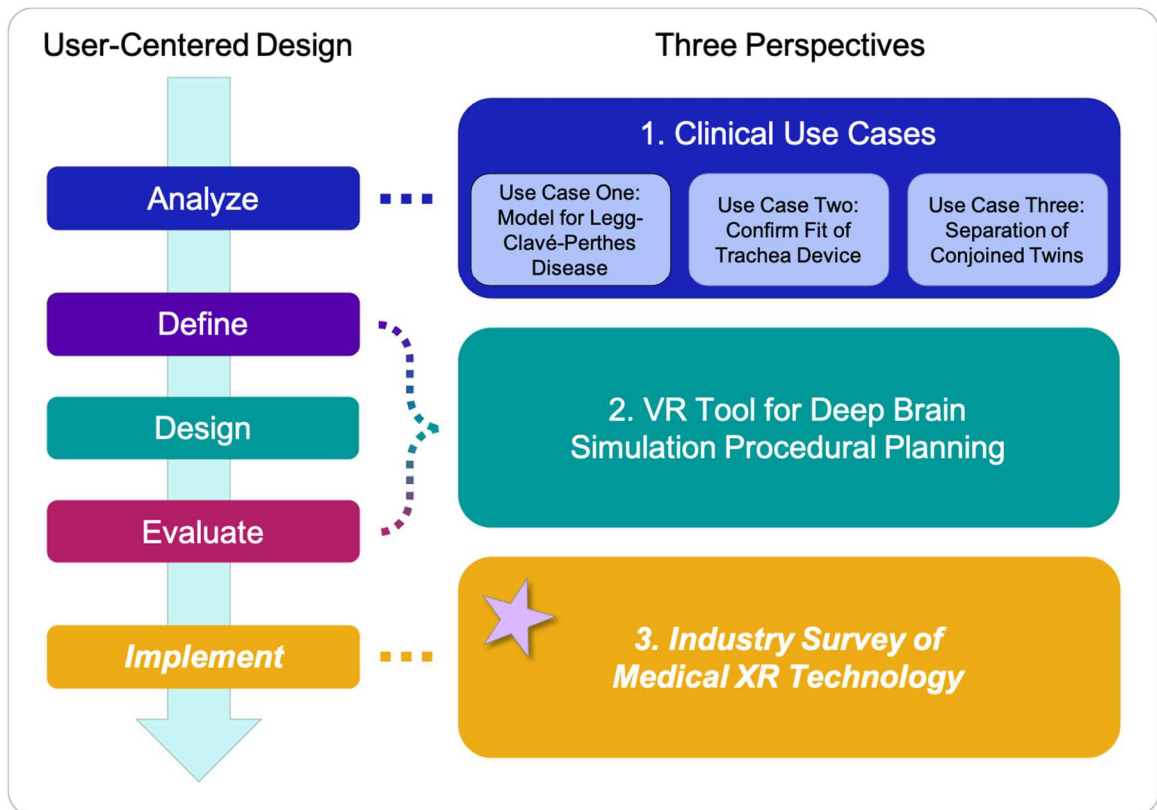 User-Centered Design
Three Perspectives
Analyze
Define
Design
Evaluate
Implement
1. Clinical Use Cases
Use Case One:
Model for Legg-
Clavé-Perthes
Disease
Use Case Two:
Confirm Fit of
Trachea Device
Use Case Three:
Separation of
Conjoined Twins
2. VR Tool for Deep Brain
Simulation Procedural Planning
3. Industry Survey of
Medical XR Technology